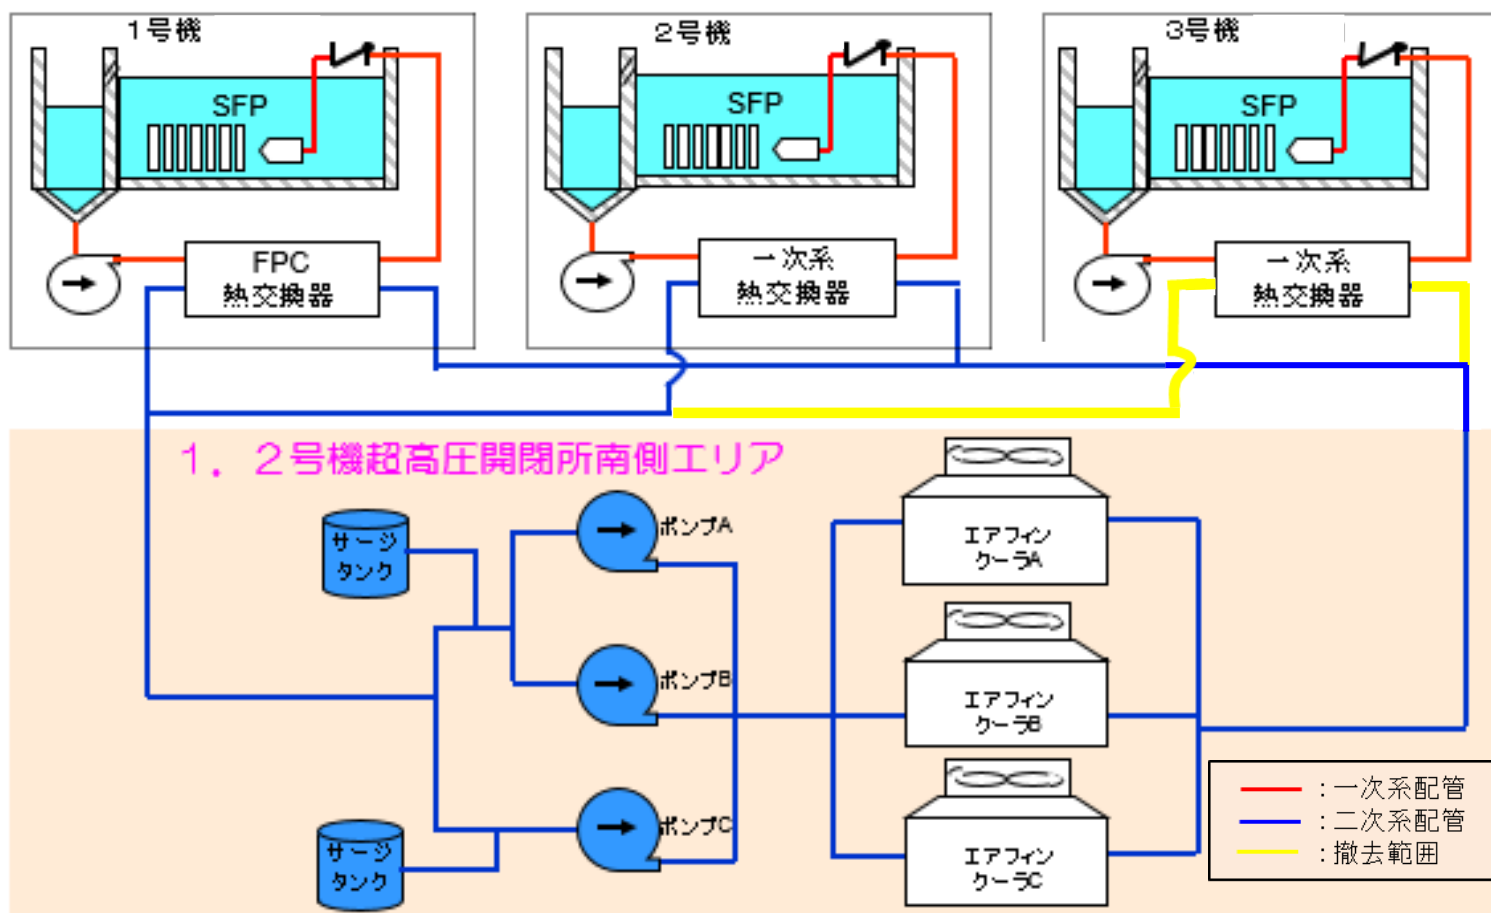 1号機
2号機
3号機
SFP
SFP
SFP
FPC
熱交換器
一次系
熱交換器
一次系
熱交換器
1．2号機超高圧開閉所南側エリア
サージ
タンク
ポンプA
エアフィン
クーラA
ポンプB
エアフィン
クーラB
サージ
タンク
ポンプC
エアフィン
クーラC
：一次系配管
：二次系配管
：撤去範囲